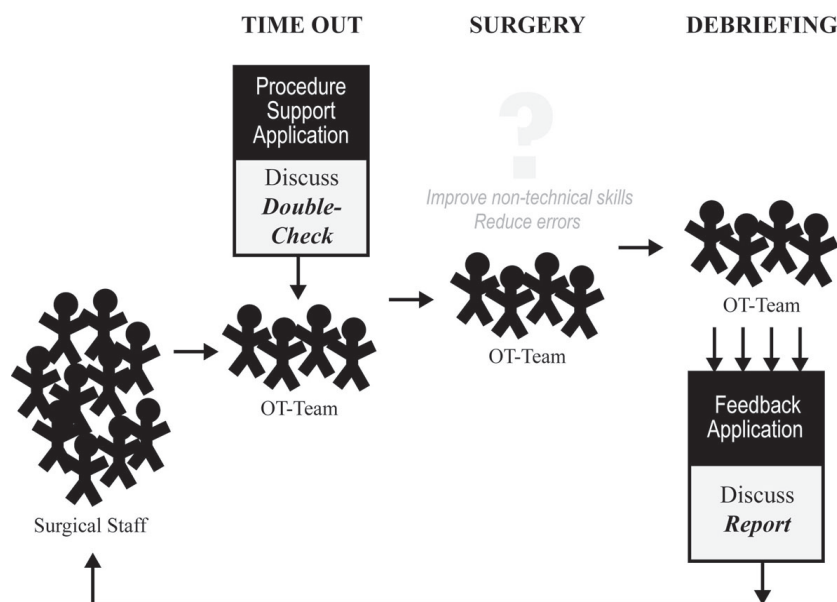 TIME OUT
SURGERY
DEBRIEFING
Procedure
Support
Application
Discuss
Double-
Check
?
Improve non-technical skills
Reduce errors
OT-Team
OT-Team
OT-Team
Surgical Staff
Feedback
Application
Discuss
Report